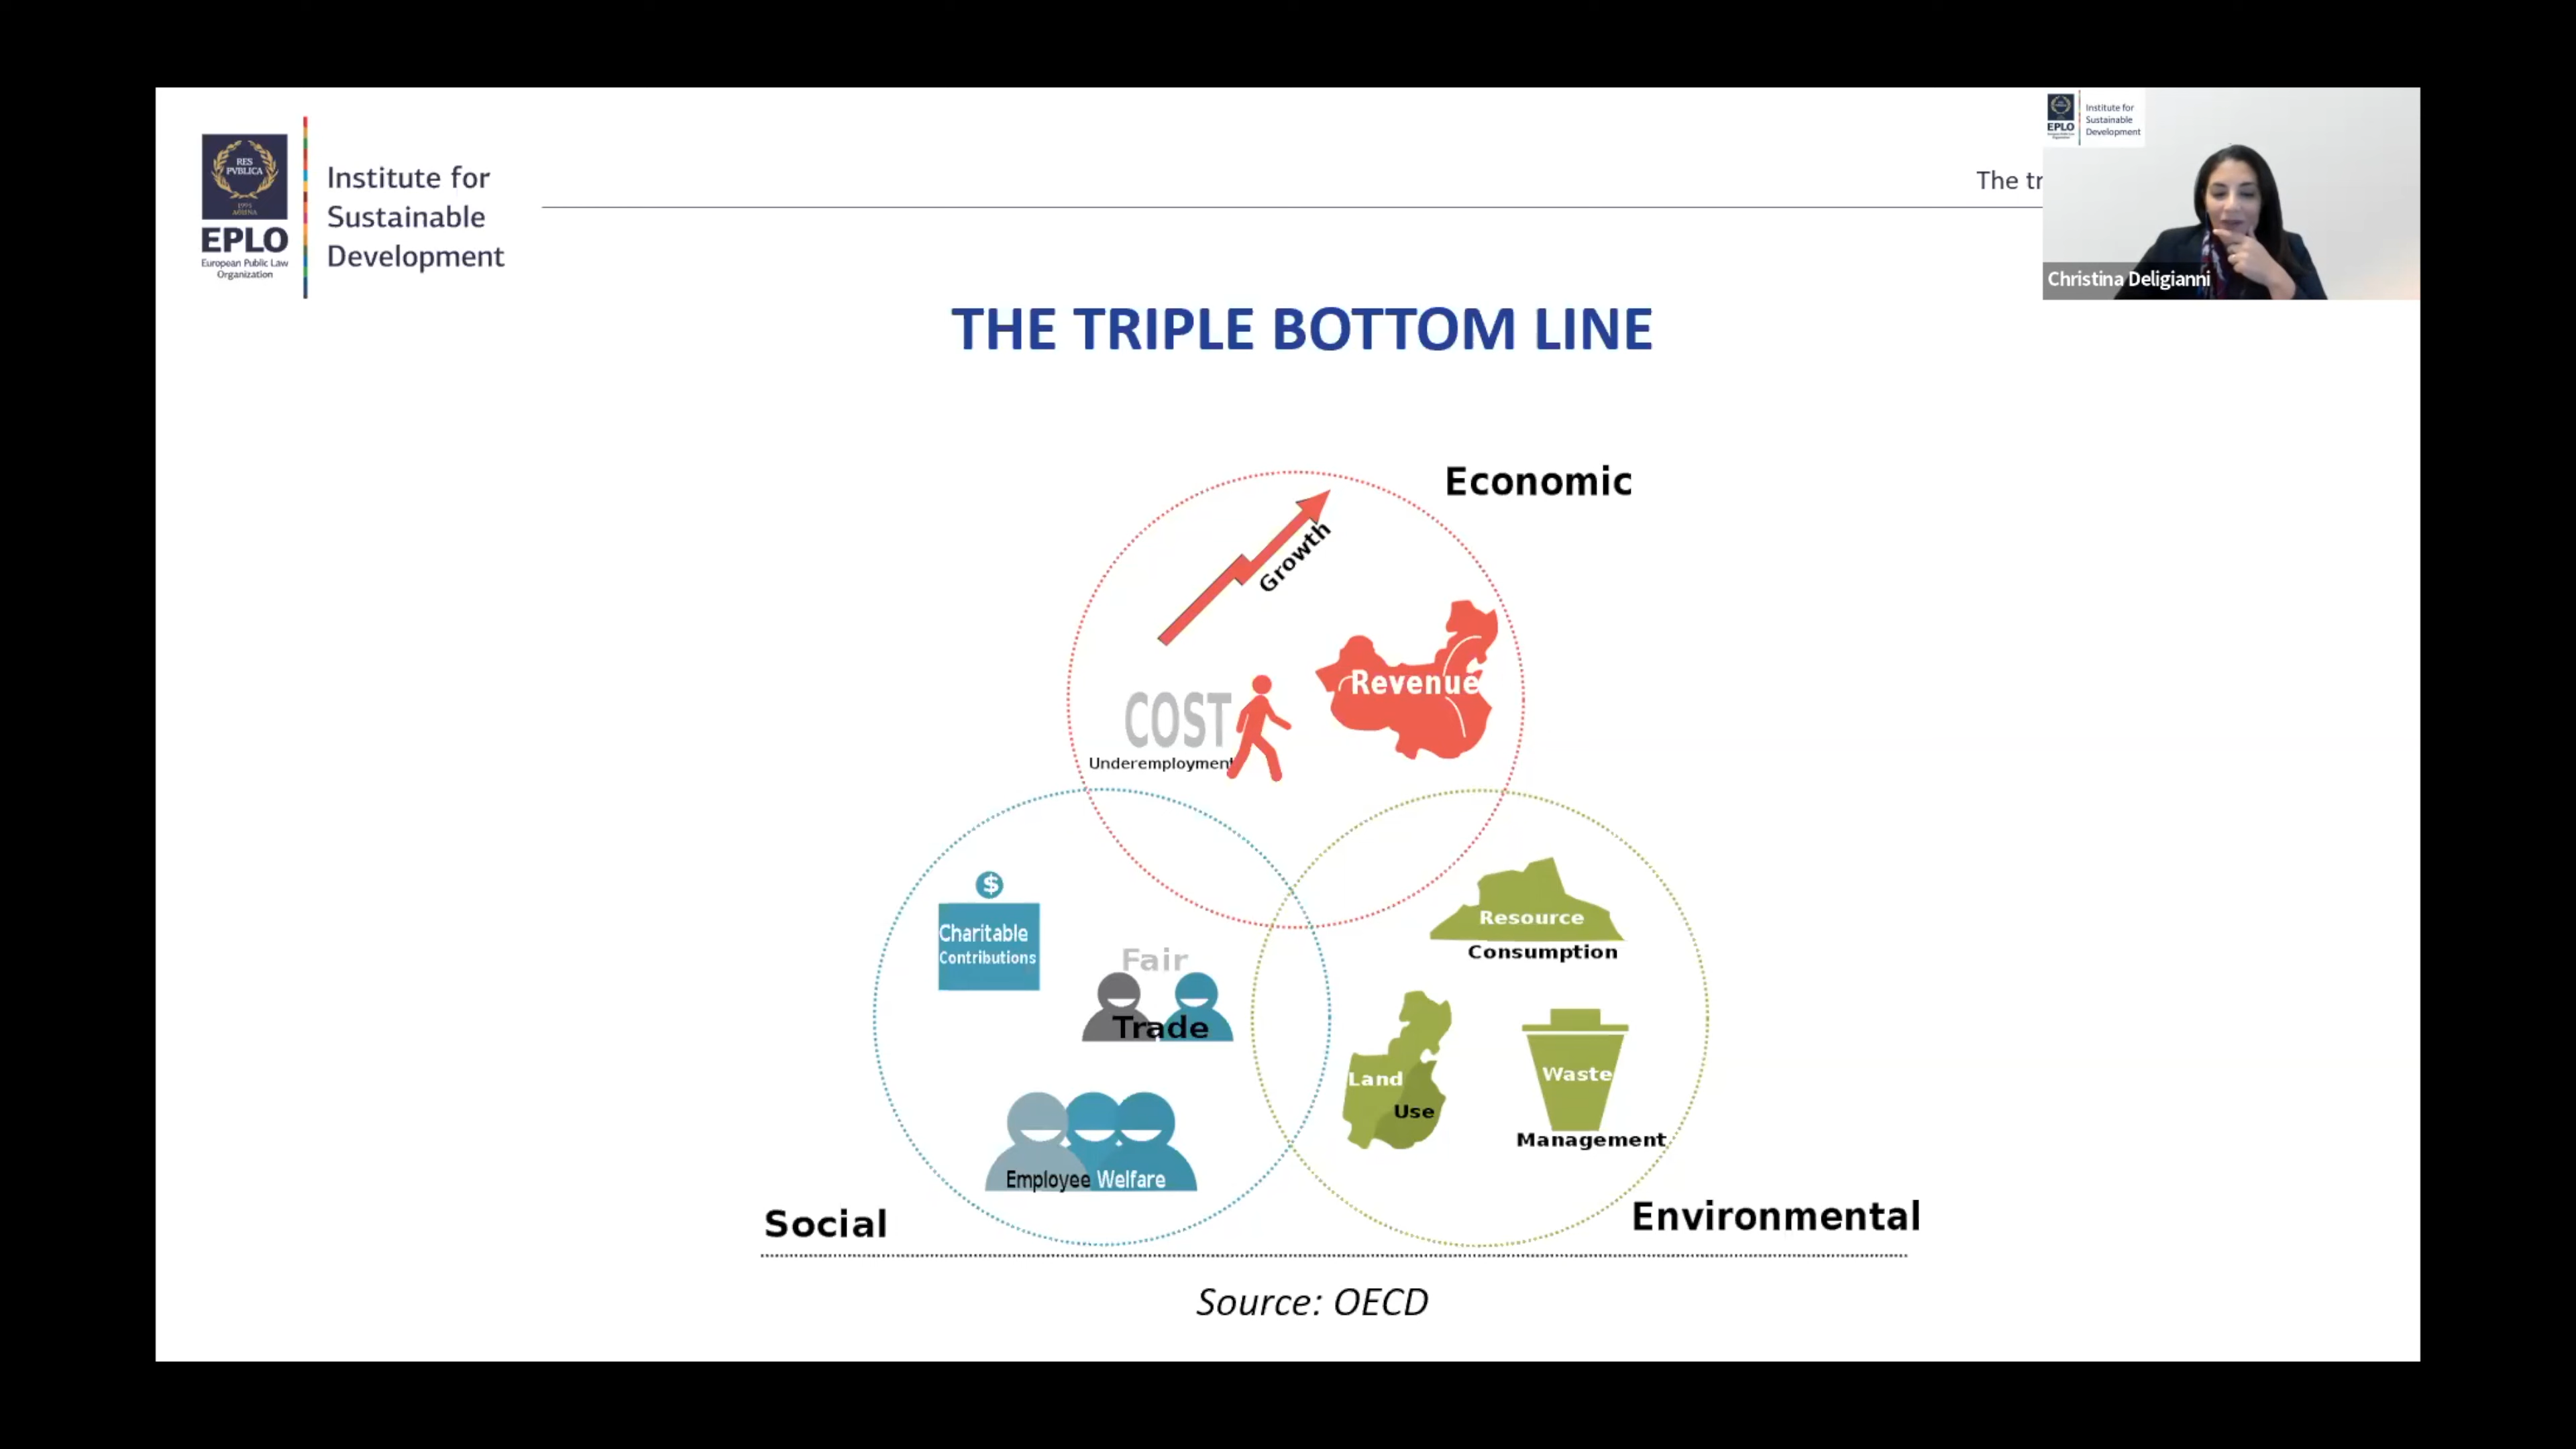 RES
PVBLICA
EPLO
European Public Law
Organization
Institute for
Sustainable
Development
The tr
Institute for
Sustainable
Development
EPLO
Christina Deligianni
THE TRIPLE BOTTOM LINE
Economic
Growth
Revenue
COST
Underemployment
$
Charitable
Contributions
Fair
Trade
Employee Welfare
Social
Resource
Consumption
Land
Use
Waste
Management
Environmental
Source: OECD